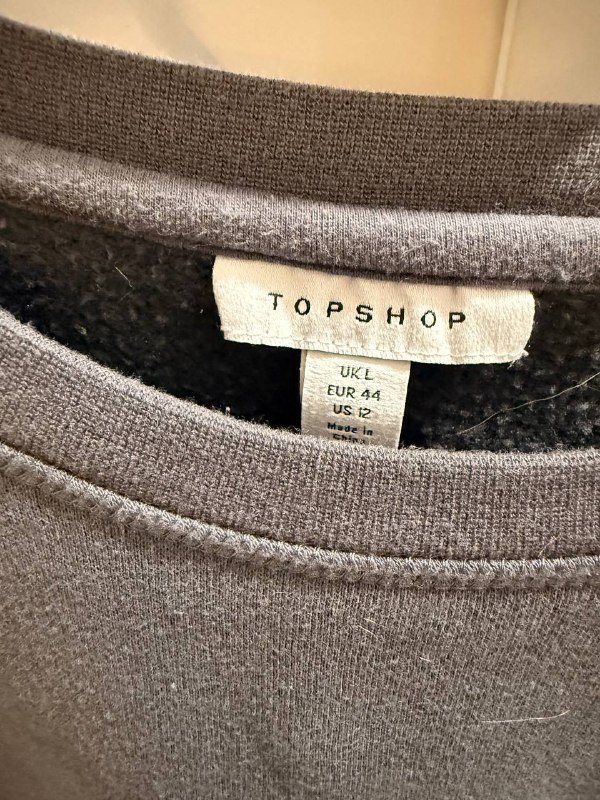 TOPSHOP
UK L
EUR 44
US 12
Made in
China